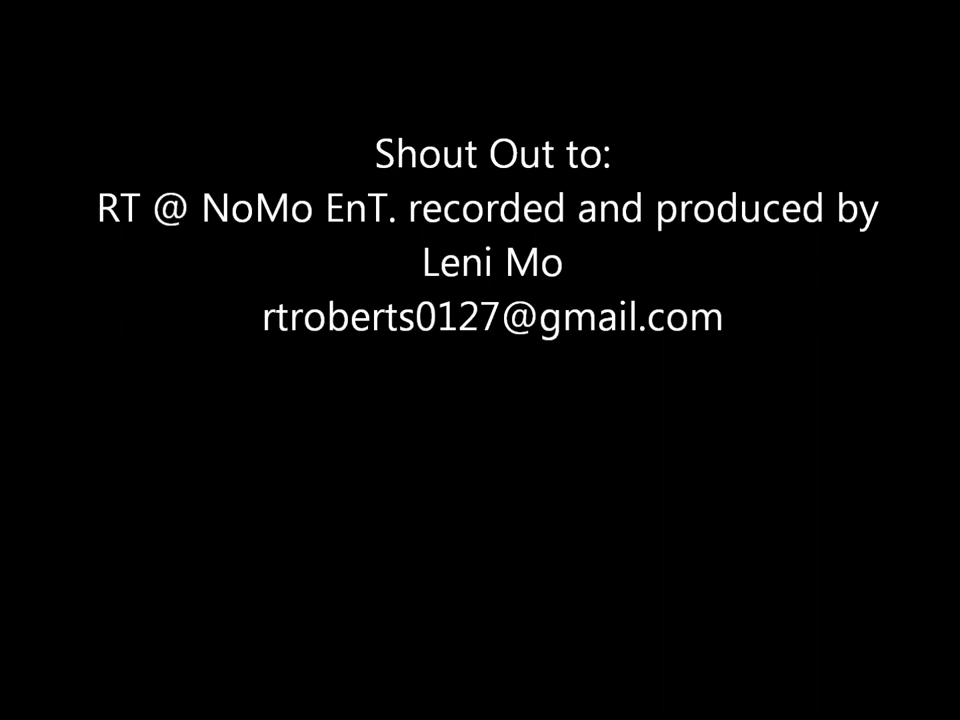 Shout Out to:
RT @ NoMo EnT. recorded and produced by
Leni Mo
rtroberts0127@gmail.com